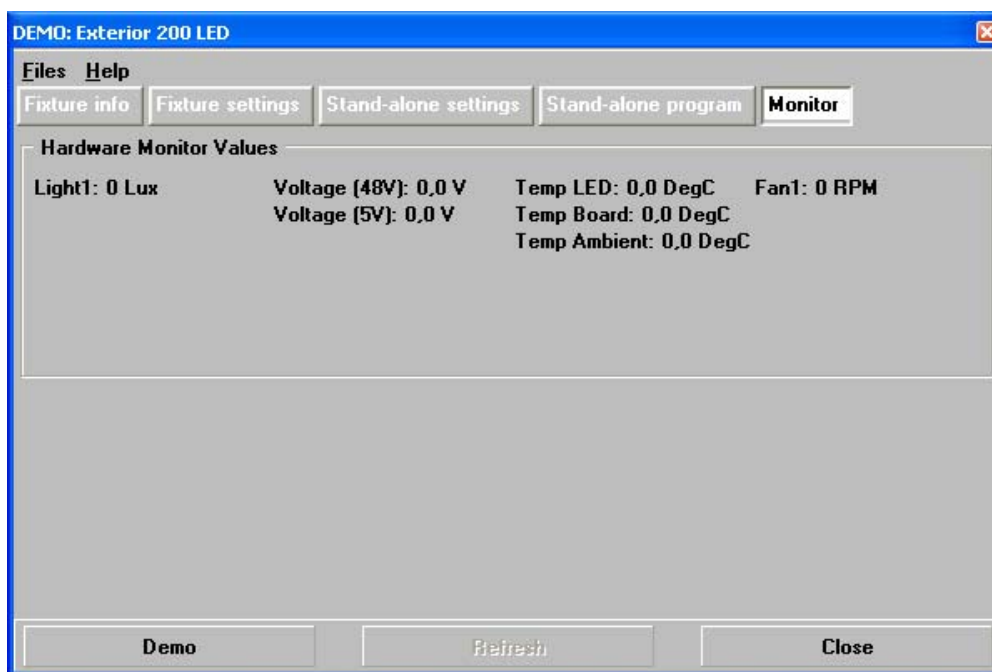 DEMO: Exterior 200 LED
Files Help
Fixture info Fixture settings Stand-alone settings Stand-alone program Monitor
Hardware Monitor Values
Light1: 0 Lux Voltage (48V): 0,0 V Temp LED: 0,0 DegC Fan1: 0 RPM
Voltage (5V): 0,0 V Temp Board: 0,0 DegC
Temp Ambient: 0,0 DegC
Demo Refresh Close